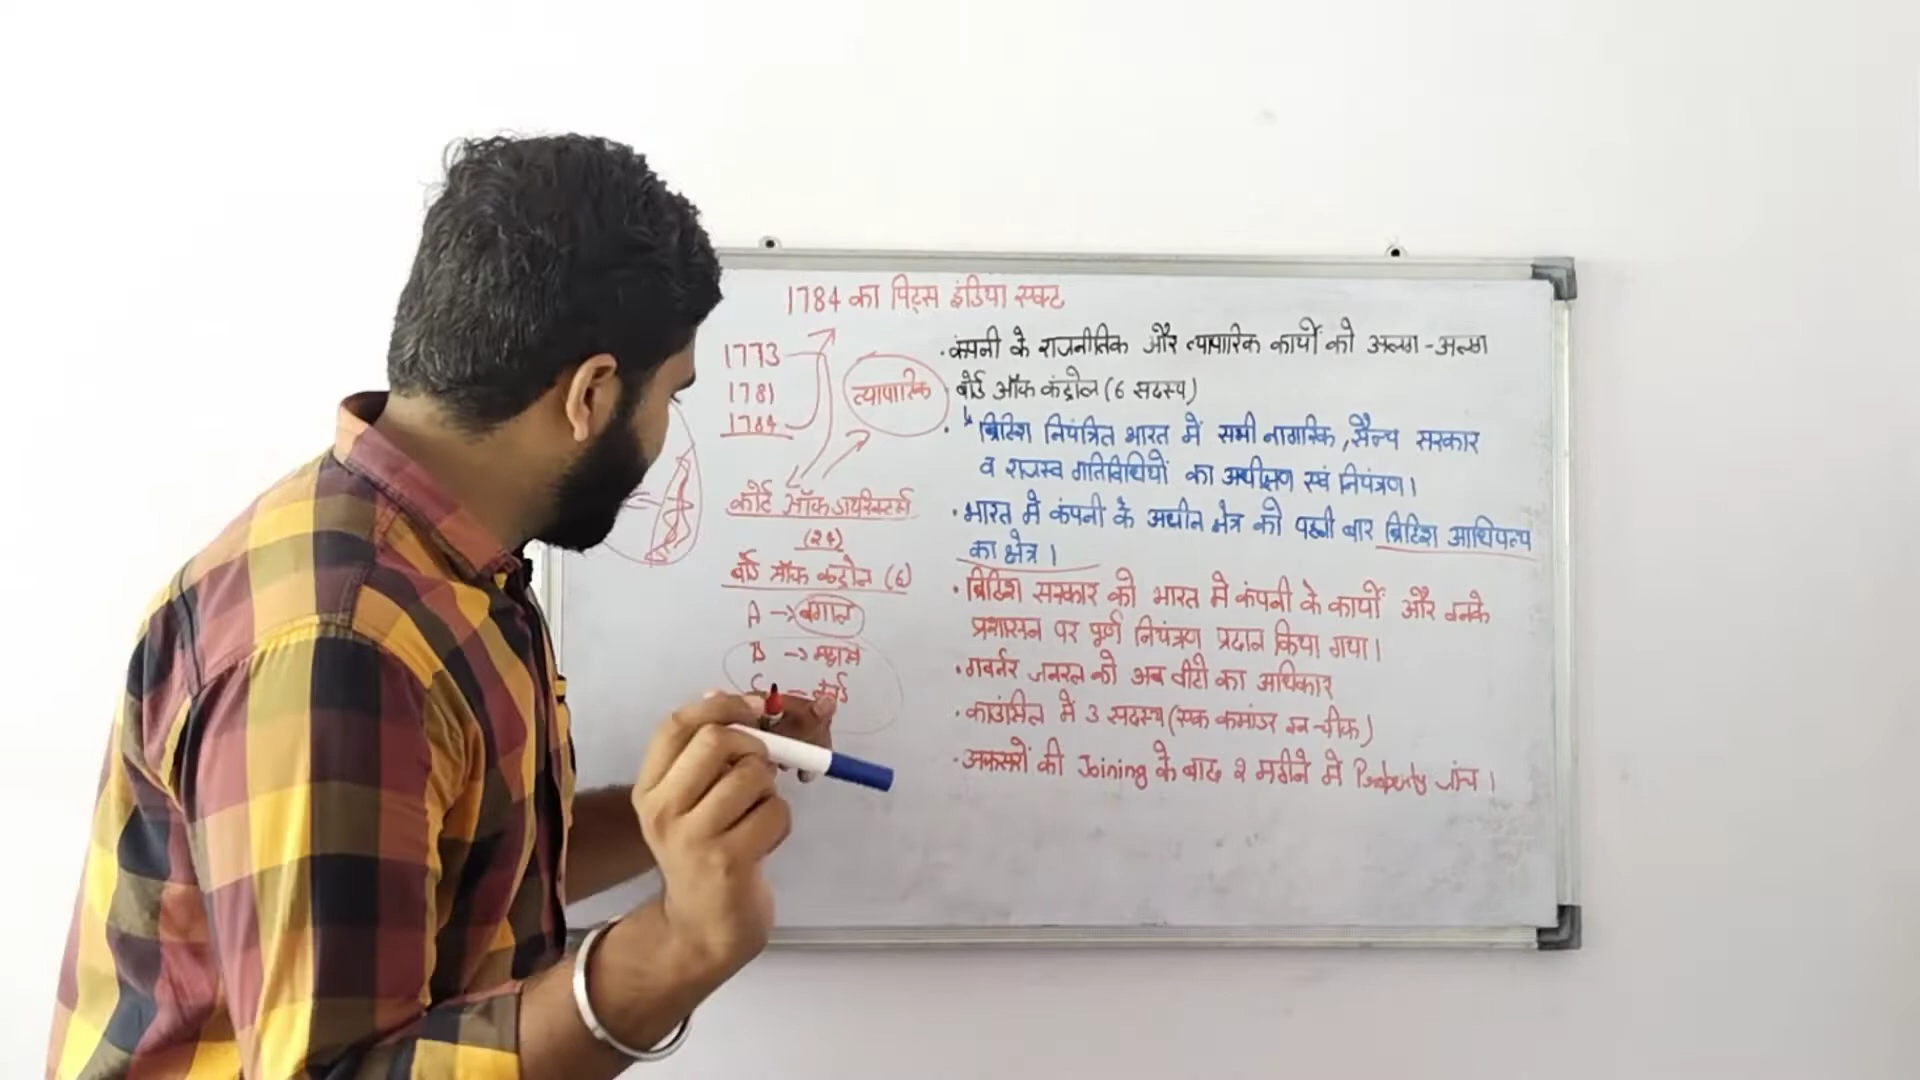 1784 का पिट्स इंडिया एक्ट
1773
1781
1784
व्यापारिक
कोर्ट ऑफ डायरेक्टर्स
(24)
बोर्ड ऑफ कंट्रोल (6)
A → बंगाल
B → मद्रास
C →
• कंपनी के राजनीतिक और व्यापारिक कार्यों को अलग-अलग
बोर्ड ऑफ कंट्रोल (6 सदस्य)
• ब्रिटिश नियंत्रित भारत में सभी नागरिक, सैन्य सरकार
व राजस्व गतिविधियों का अधीक्षण एवं नियंत्रण।
• भारत में कंपनी के अधीन क्षेत्र को पहली बार ब्रिटिश आधिपत्य
का क्षेत्र।
• ब्रिटिश सरकार को भारत में कंपनी के कार्यों और उनके
प्रशासन पर पूर्ण नियंत्रण प्रदान किया गया।
• गवर्नर जनरल को अब वीटो का अधिकार
• काउंसिल में 3 सदस्य (एक कमांडर इन-चीफ)
• अफसरों की Joining के बाद 2 महीने में Property जांच।